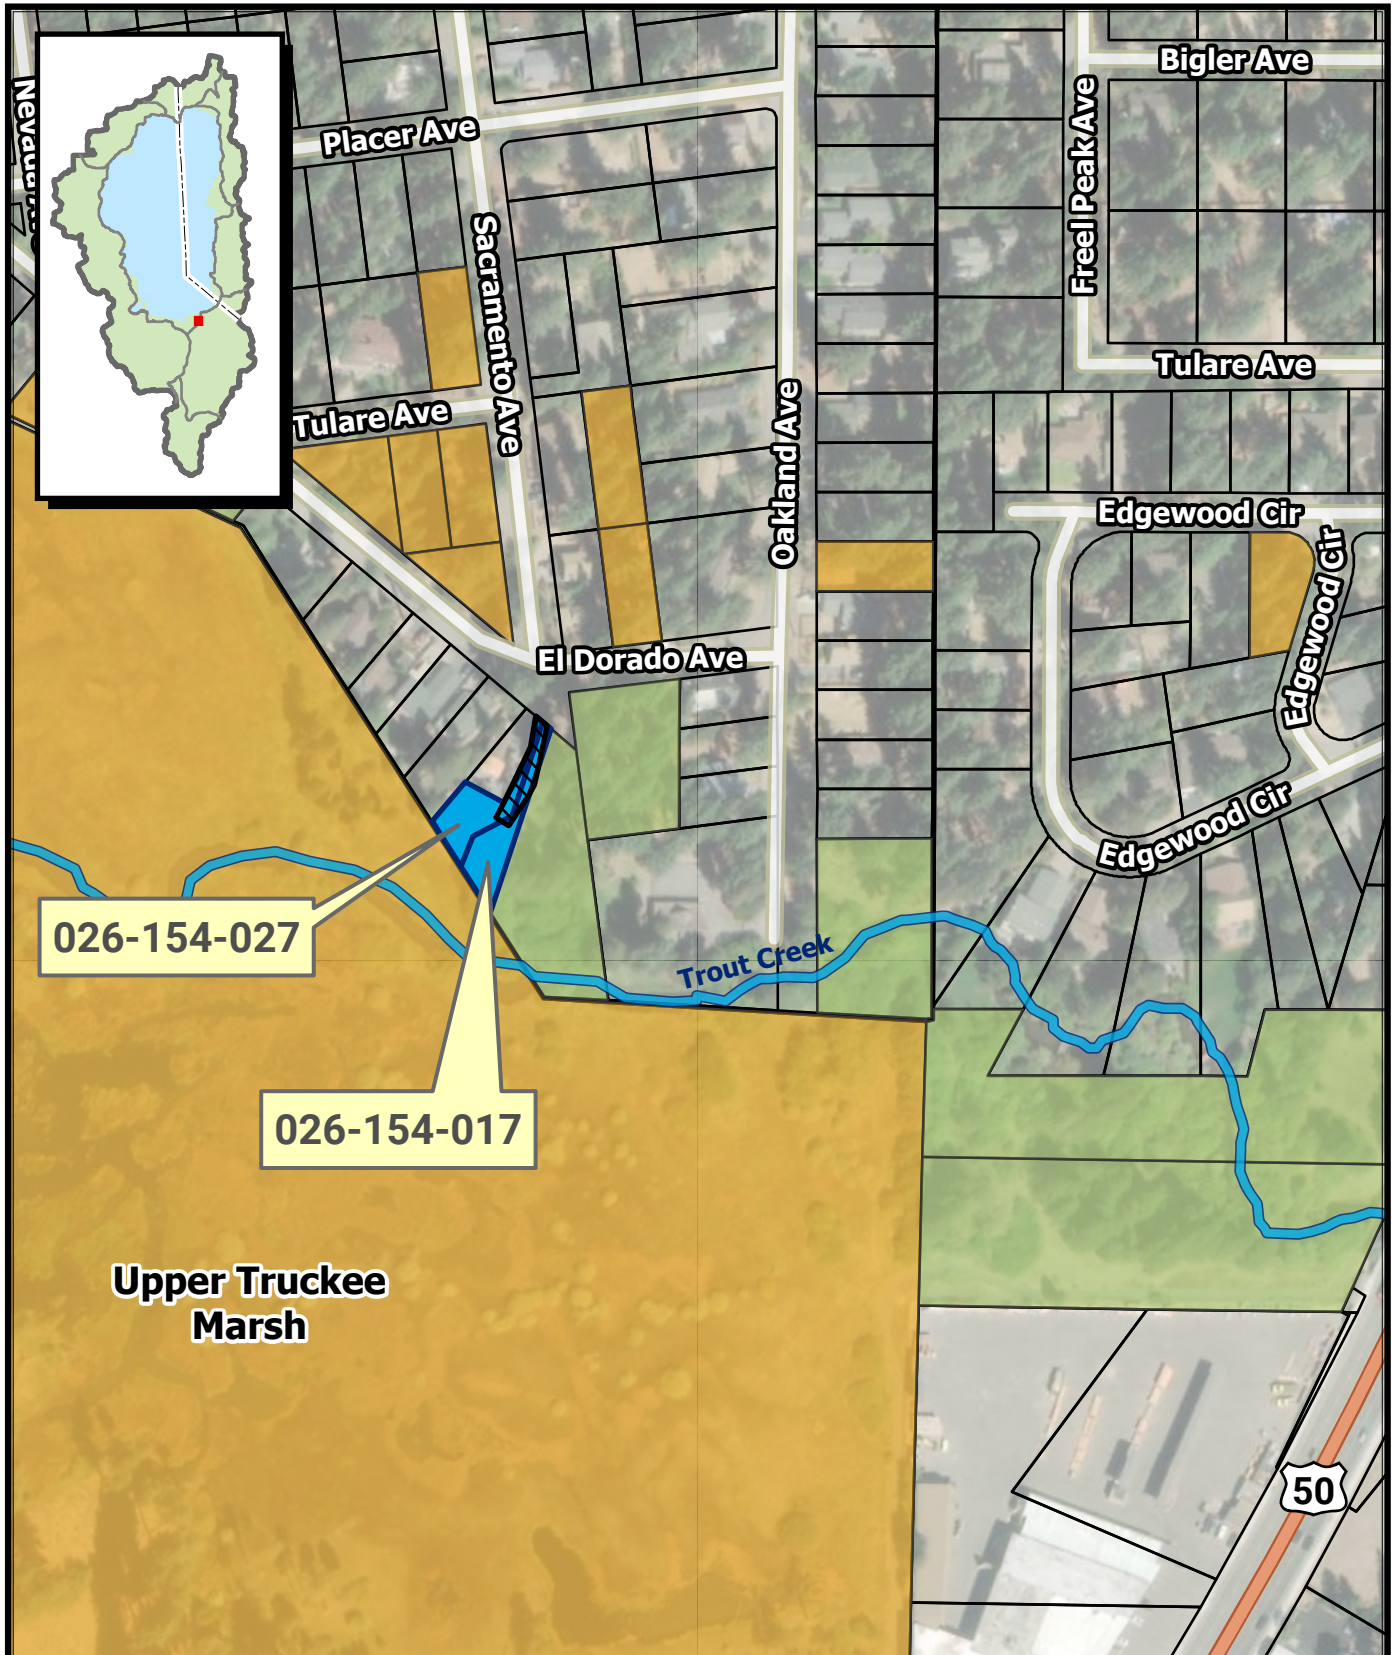 Bigler Ave
Placer Ave
Freel Peak Ave
Sacramento Ave
Tulare Ave
Tulare Ave
Oakland Ave
Edgewood Cir
Edgewood Cir
El Dorado Ave
Edgewood Cir
026-154-027
Trout Creek
026-154-017
Upper Truckee
Marsh
50